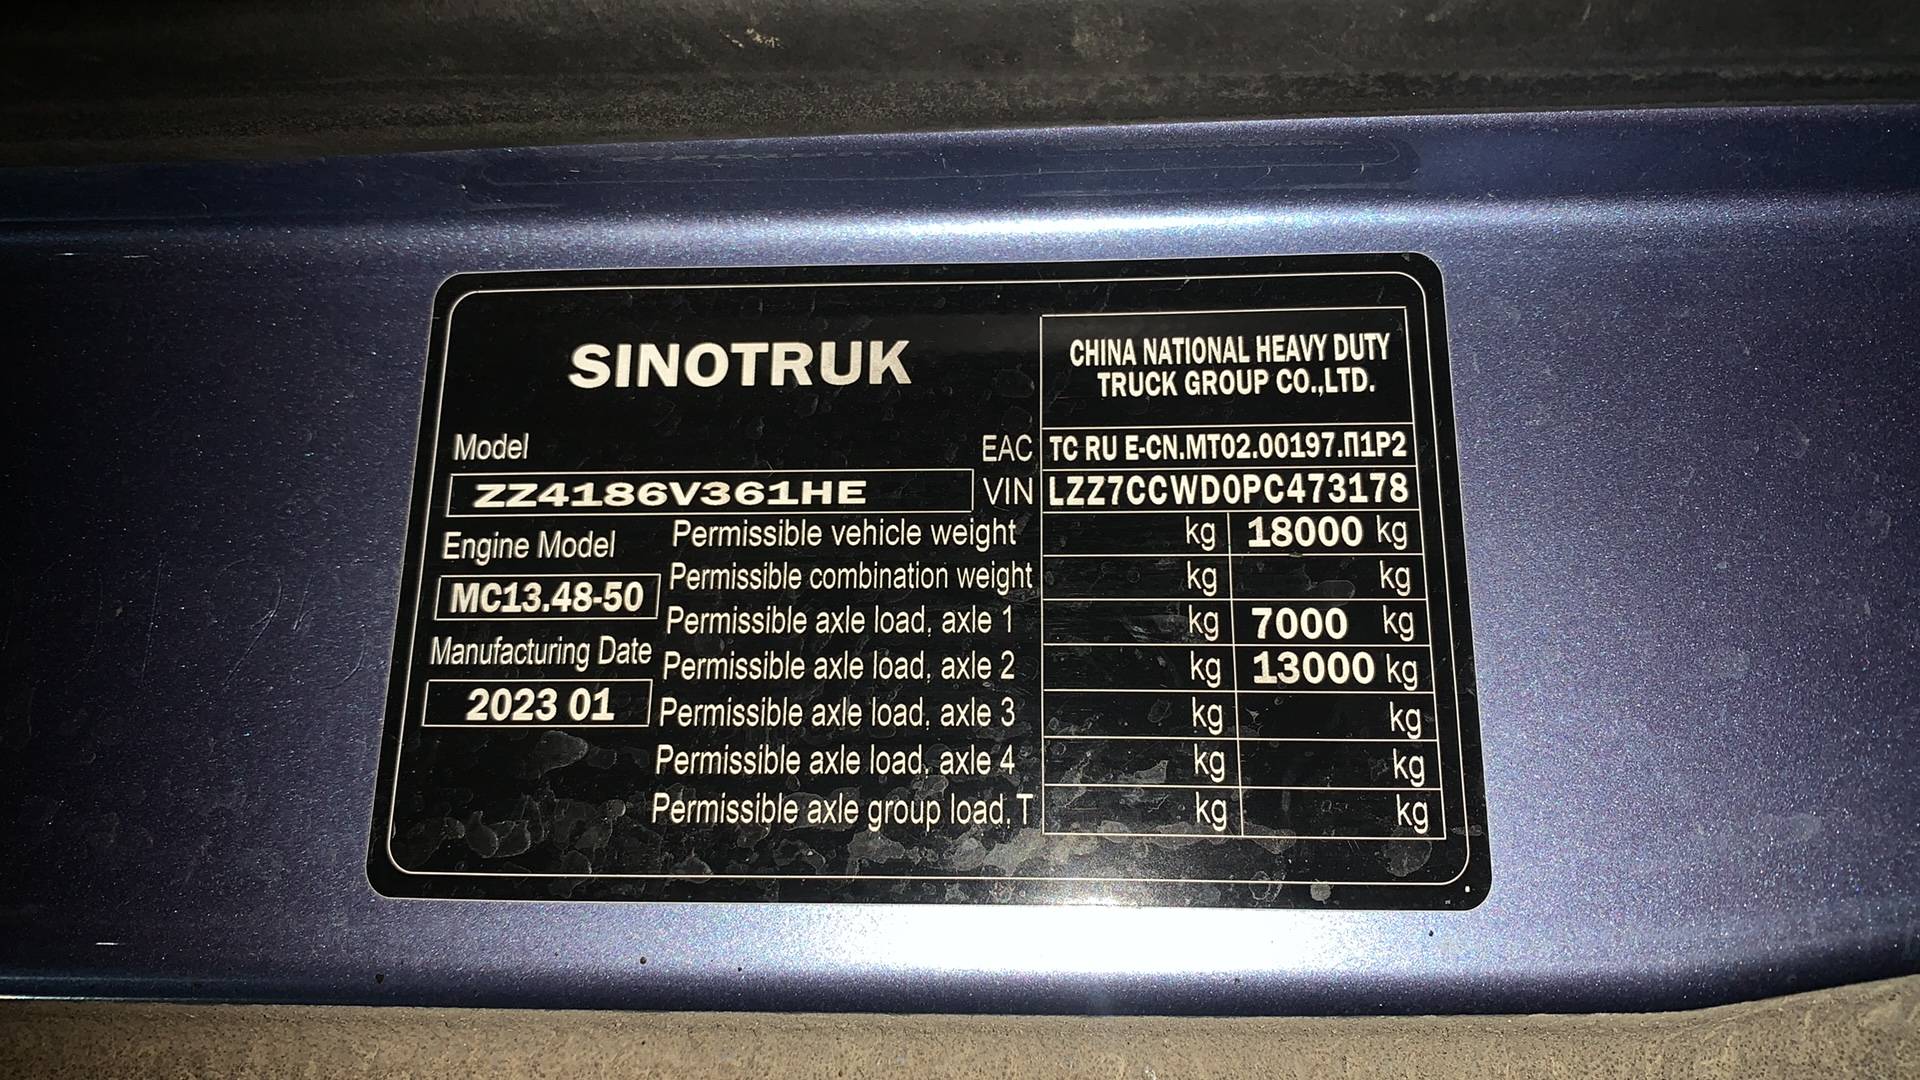 SINOTRUK
CHINA NATIONAL HEAVY DUTY
TRUCK GROUP CO.,LTD.
Model
EAC TC RU E-CN.MT02.00197.П1P2
ZZ4186V361HE
VIN LZZ7CCWD0PC473178
Engine Model
Permissible vehicle weight kg 18000 kg
MC13.48-50
Permissible combination weight kg kg
Permissible axle load, axle 1 kg 7000 kg
Manufacturing Date
Permissible axle load, axle 2 kg 13000 kg
2023 01
Permissible axle load, axle 3 kg kg
Permissible axle load, axle 4 kg kg
Permissible axle group load.T kg kg